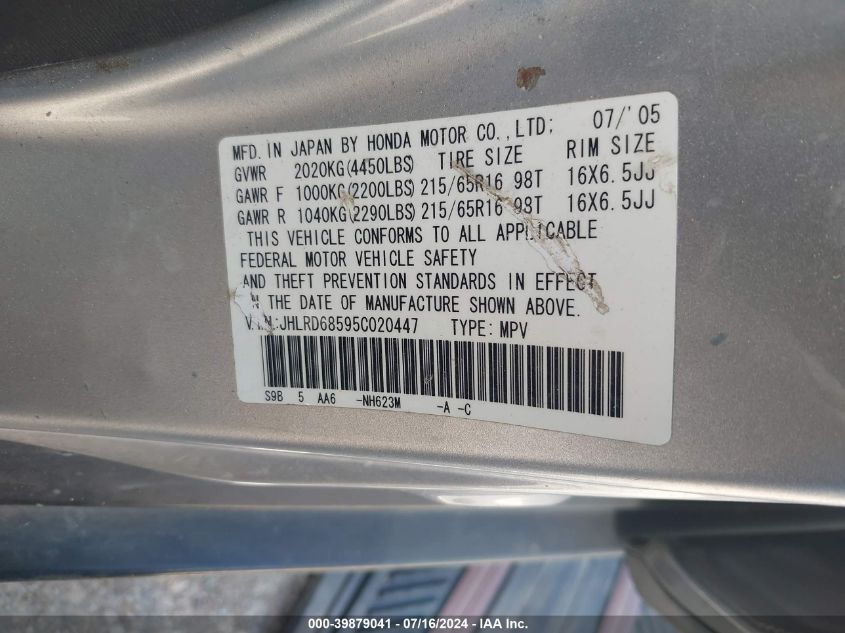 MFD. IN JAPAN BY HONDA MOTOR CO., LTD; 07/'05
GVWR 2020KG(4450LBS) TIRE SIZE RIM SIZE
GAWR F 1000KG(2200LBS) 215/65R16 98T 16X6.5JJ
GAWR R 1040KG(2290LBS) 215/65R16 98T 16X6.5JJ
THIS VEHICLE CONFORMS TO ALL APPLICABLE
FEDERAL MOTOR VEHICLE SAFETY
AND THEFT PREVENTION STANDARDS IN EFFECT
ON THE DATE OF MANUFACTURE SHOWN ABOVE.
VIN:JHLRD68595C020447 TYPE: MPV
S9B 5 AA6 -NH623M -A -C
000-39879041 - 07/16/2024 - IAA Inc.